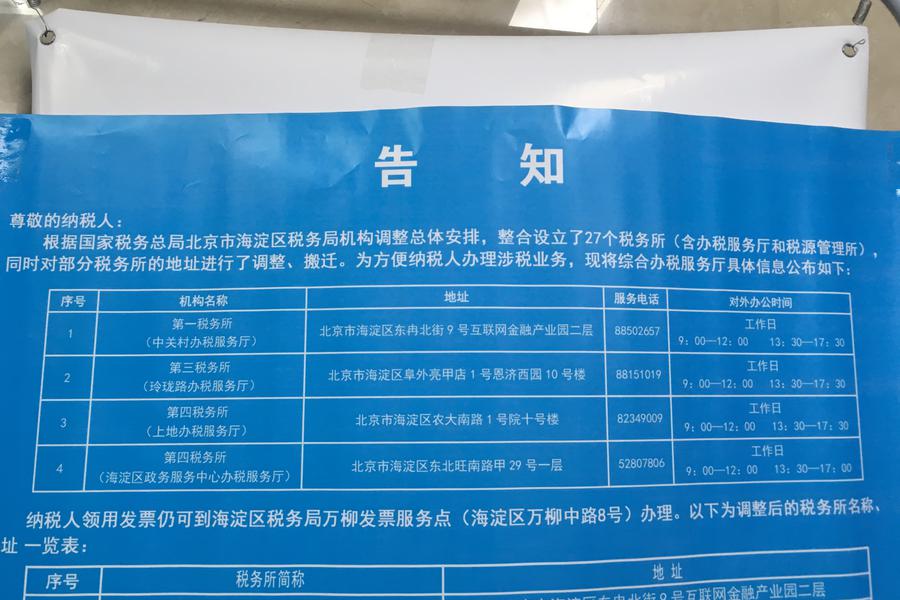 告 知
尊敬的纳税人：
根据国家税务总局北京市海淀区税务局机构调整总体安排，整合设立了27个税务所（含办税服务厅和税源管理所），
同时对部分税务所的地址进行了调整、搬迁。为方便纳税人办理涉税业务，现将综合办税服务厅具体信息公布如下：
序号 机构名称 地址 服务电话 对外办公时间
1 第一税务所 （中关村办税服务厅） 北京市海淀区东冉北街9号互联网金融产业园二层 88502657 工作日 9：00—12：00 13：30—17：30
2 第三税务所 （玲珑路办税服务厅） 北京市海淀区阜外亮甲店1号恩济西园10号楼 88151019 工作日 9：00—12：00 13：30—17：30
3 第四税务所 （上地办税服务厅） 北京市海淀区农大南路1号院十号楼 82349009 工作日 9：00—12：00 13：30—17：30
4 第四税务所 （海淀区政务服务中心办税服务厅） 北京市海淀区东北旺南路甲29号一层 52807806 工作日 9：00—12：00 13：30—17：00
纳税人领用发票仍可到海淀区税务局万柳发票服务点（海淀区万柳中路8号）办理。以下为调整后的税务所名称、
址一览表：
序号 税务所简称 地址
海淀区东冉北街9号互联网金融产业园二层